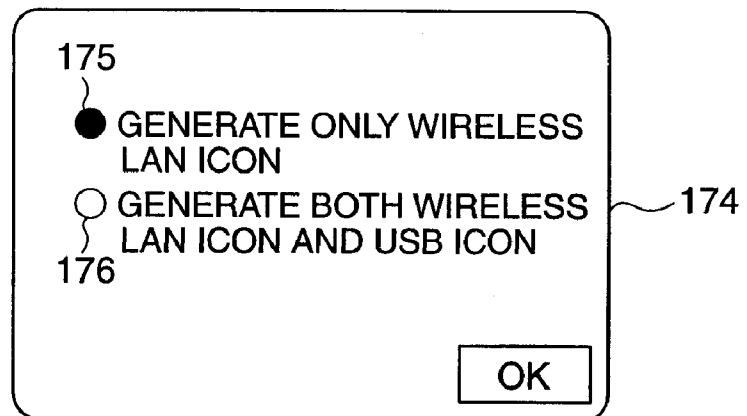 175
GENERATE ONLY WIRELESS
LAN ICON
GENERATE BOTH WIRELESS
LAN ICON AND USB ICON
174
176
OK